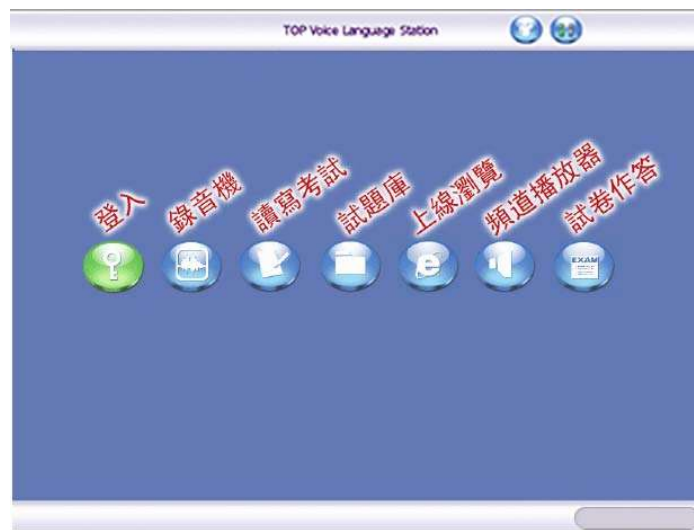 TOP Voice Language Station
登入
錄音機
讀寫考試
試題庫
上線瀏覽
頻道播放器
試卷作答
EXAM